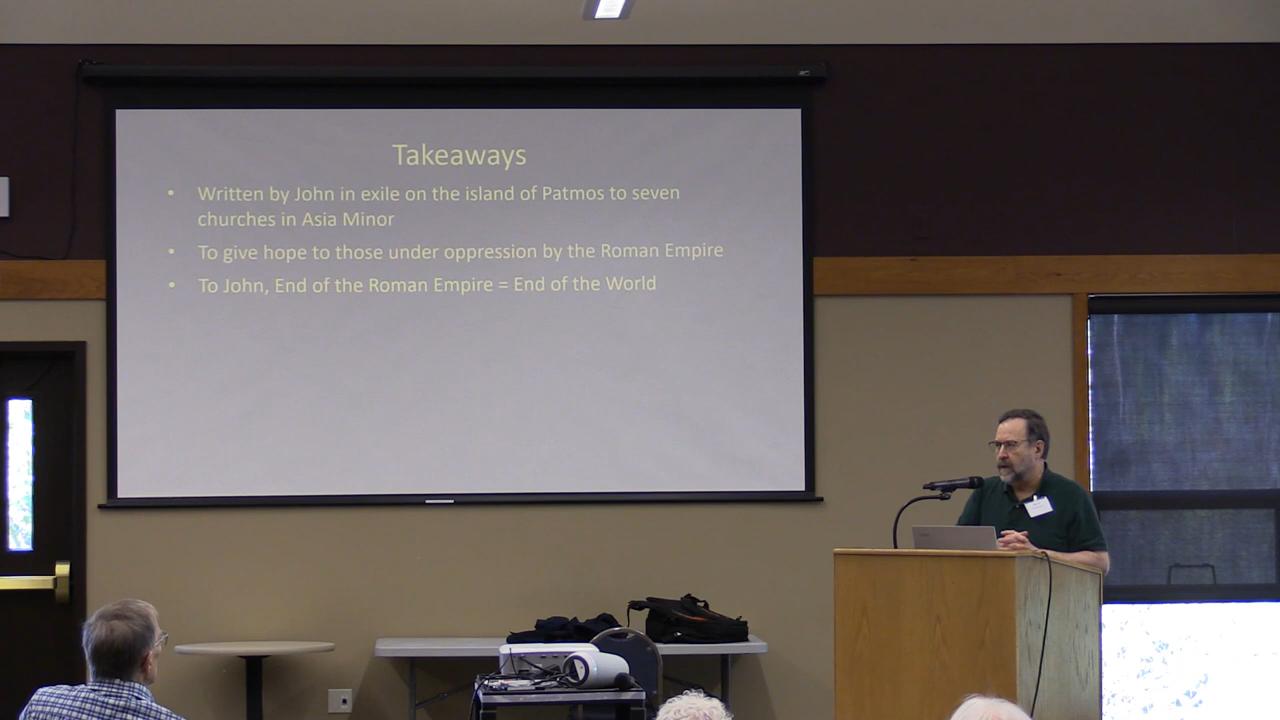 Takeaways
• Written by John in exile on the island of Patmos to seven
churches in Asia Minor
• To give hope to those under oppression by the Roman Empire
• To John, End of the Roman Empire = End of the World